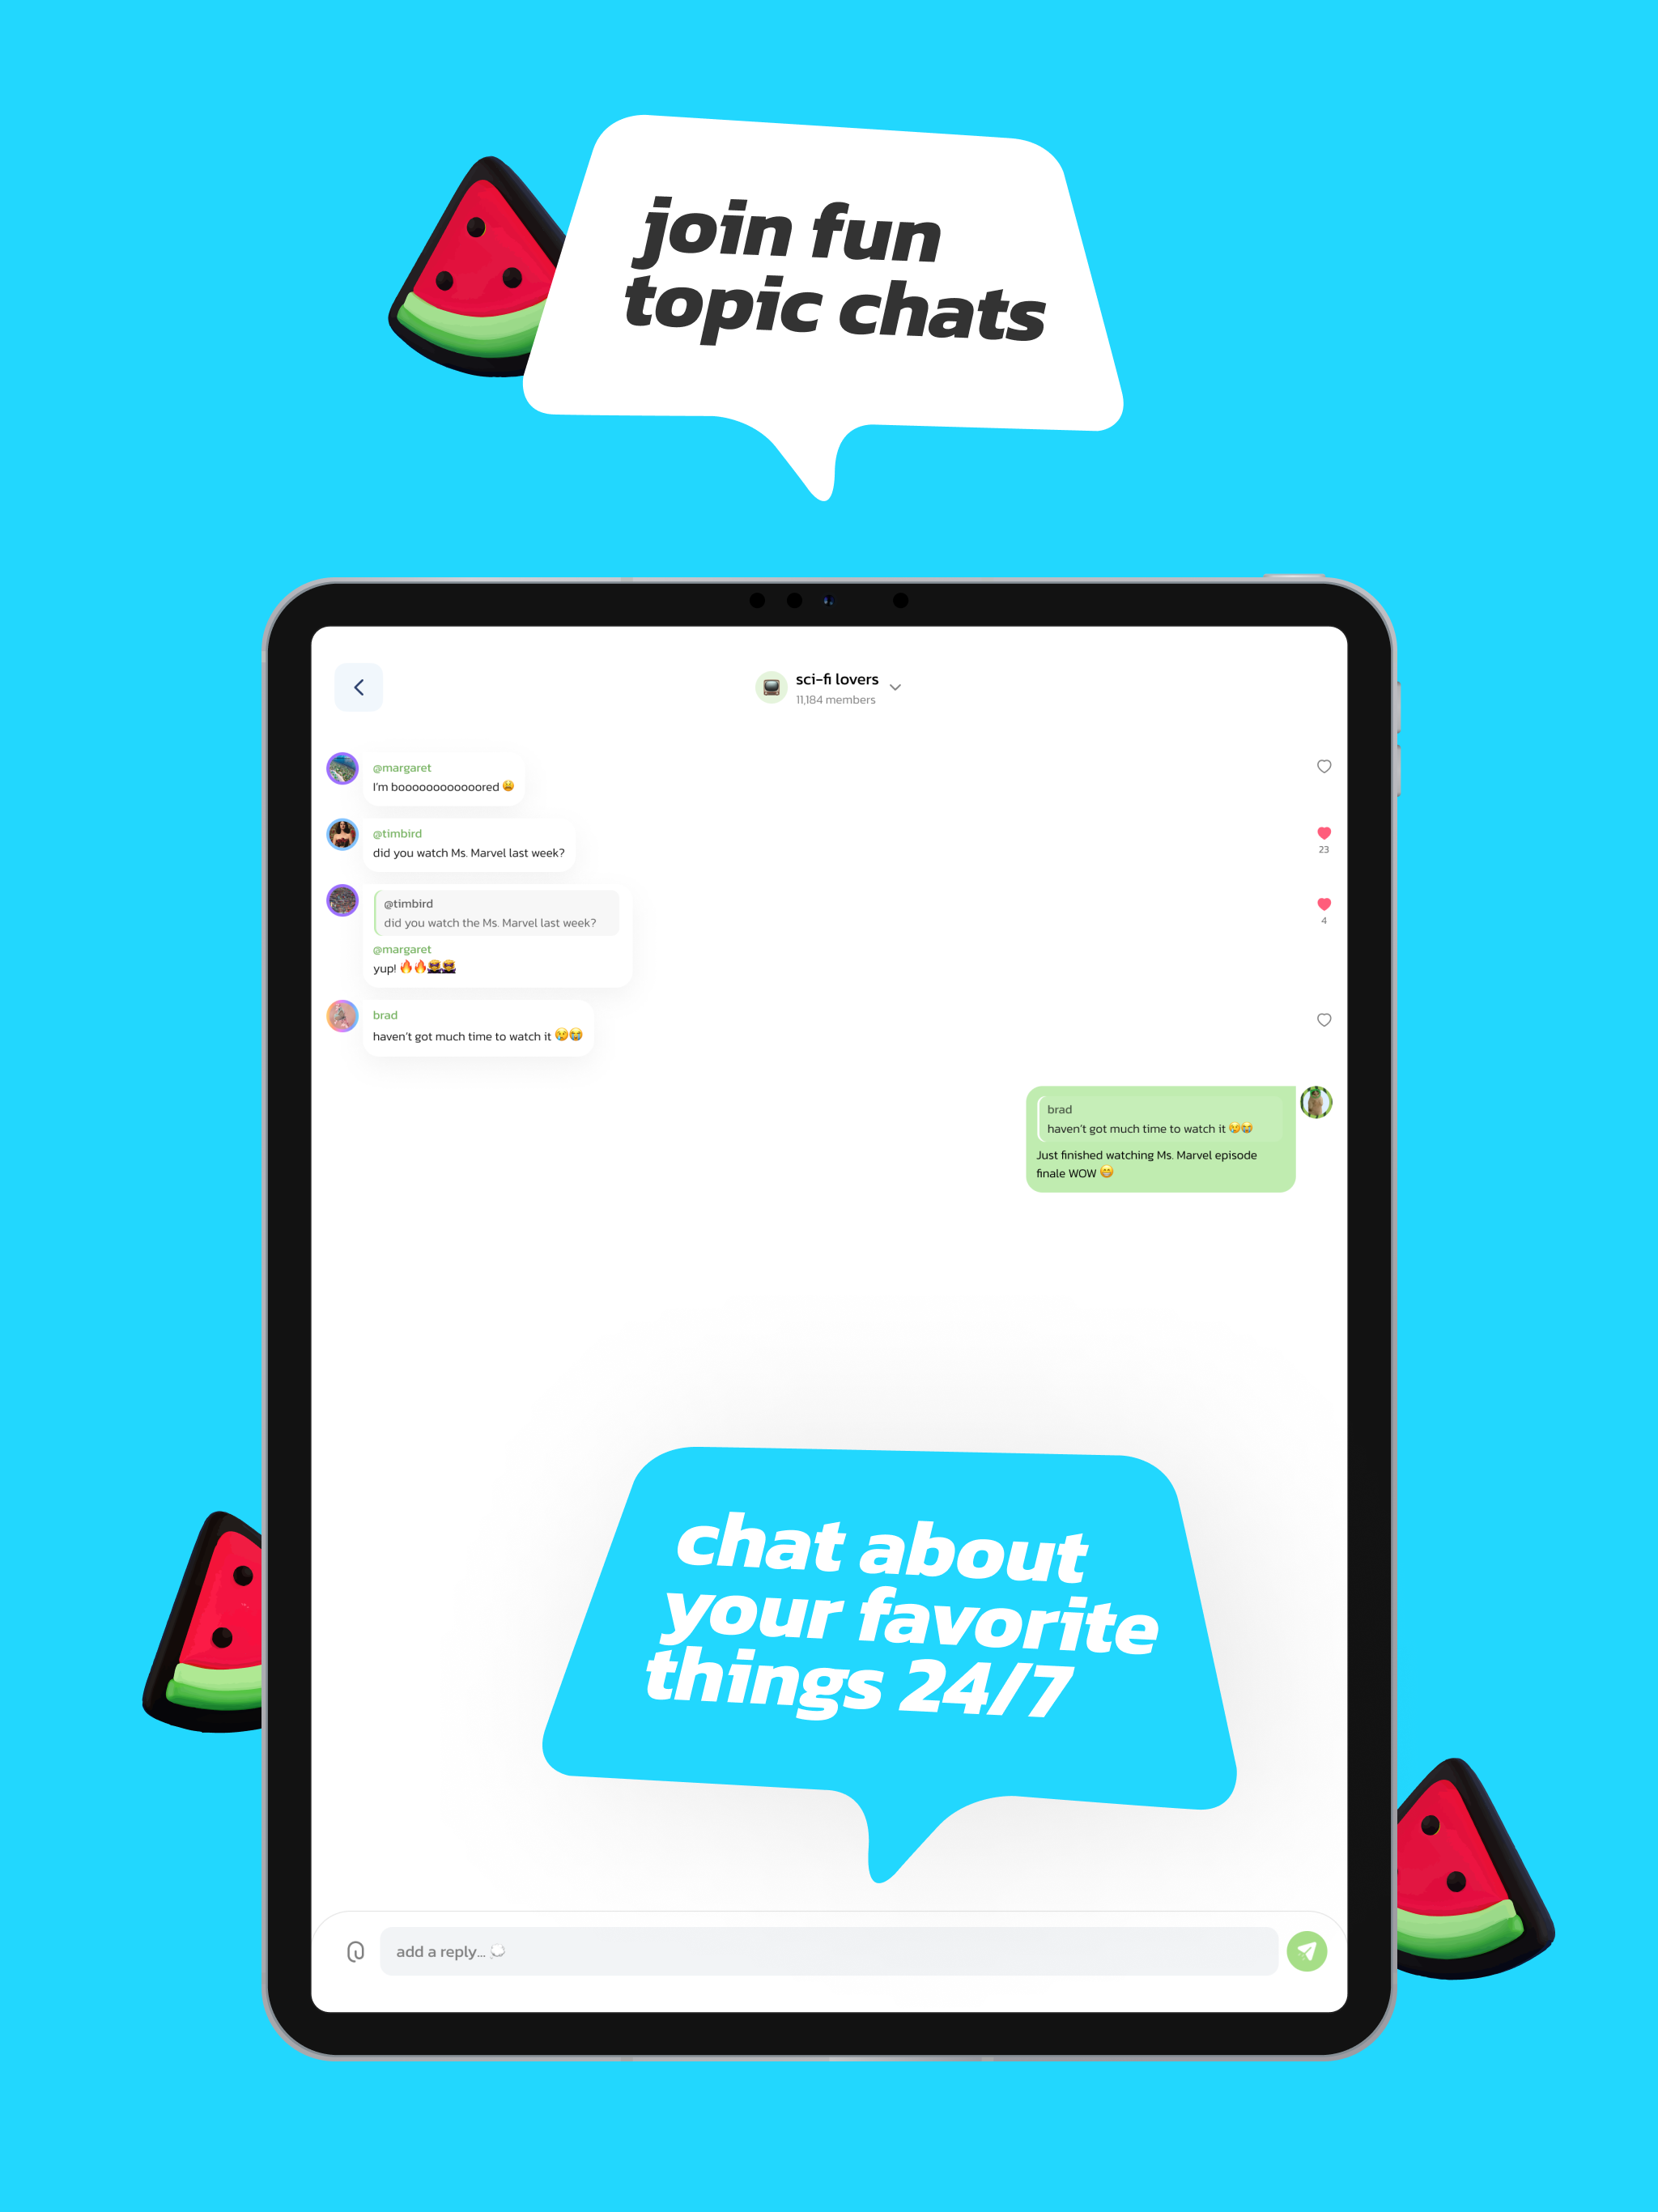 join fun
topic chats
sci-fi lovers
11,184 members
@margaret
I'm boooooooooooored 😫
@timbird
did you watch Ms. Marvel last week?
23
@timbird
did you watch the Ms. Marvel last week?
4
@margaret
yup! 🔥🔥🦹‍♀️🦹‍♀️
brad
haven't got much time to watch it 😢😭
brad
haven't got much time to watch it 😢😭
Just finished watching Ms. Marvel episode
finale WOW 😁
chat about
your favorite
things 24/7
add a reply... 💭